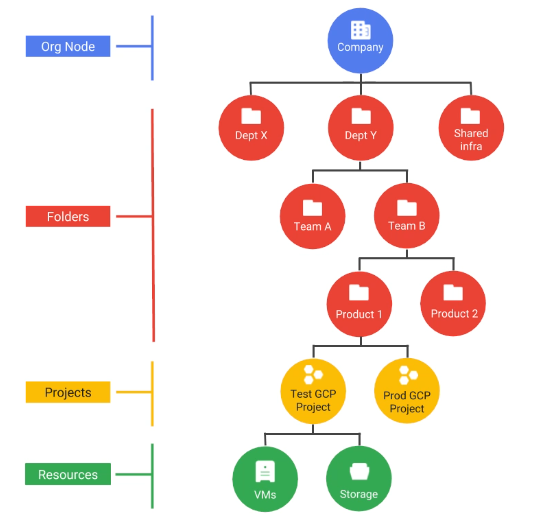 Org Node
Company
Dept X
Dept Y
Shared
infra
Folders
Team A
Team B
Product 1
Product 2
Projects
Test GCP
Project
Prod GCP
Project
Resources
VMs
Storage